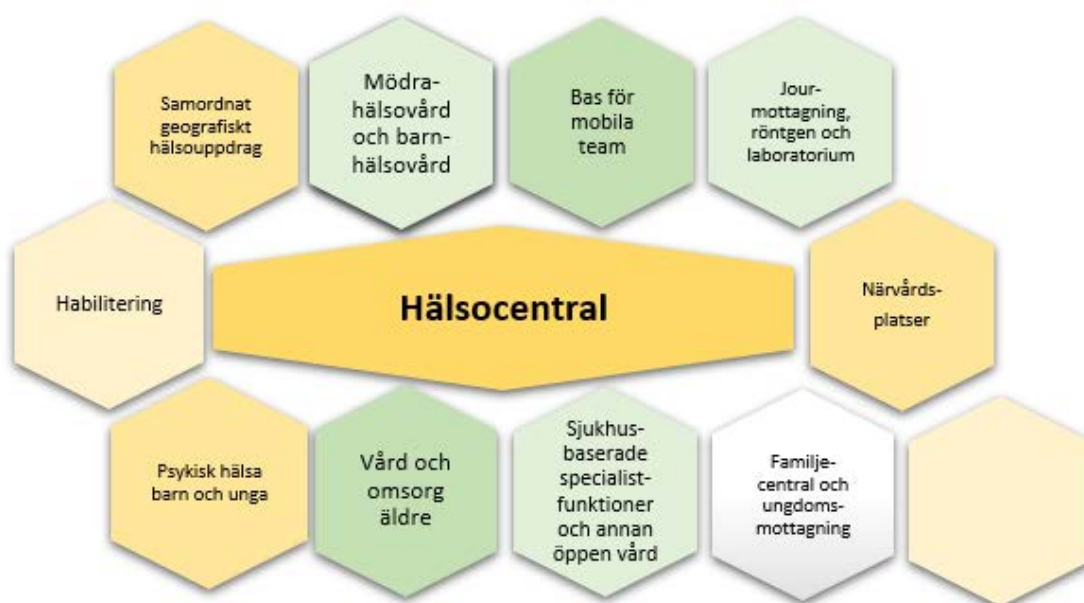 Samordnat
geografiskt
hälsouppdrag
Mödra-
hälsovård
och barn-
hälsovård
Bas för
mobila
team
Jour-
mottagning,
röntgen och
laboratorium
Habilitering
Hälsocentral
Närvårds-
platser
Psykisk hälsa
barn och unga
Vård och
omsorg
äldre
Sjukhus-
baserade
specialist-
funktioner
och annan
öppen vård
Familje-
central och
ungdoms-
mottagning